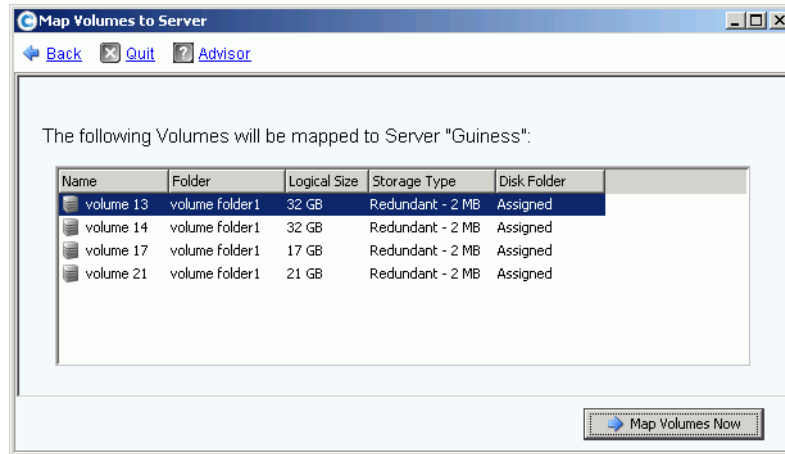 Map Volumes to Server
Back Quit Advisor
The following Volumes will be mapped to Server "Guiness":
Name Folder Logical Size Storage Type Disk Folder
volume 13 volume folder1 32 GB Redundant - 2 MB Assigned
volume 14 volume folder1 32 GB Redundant - 2 MB Assigned
volume 17 volume folder1 17 GB Redundant - 2 MB Assigned
volume 21 volume folder1 21 GB Redundant - 2 MB Assigned
Map Volumes Now